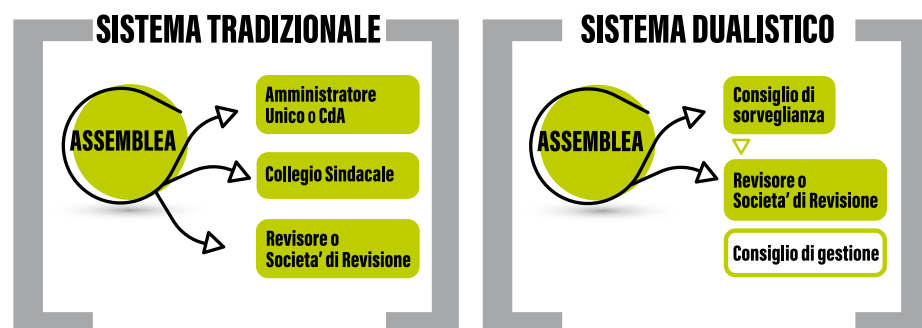 SISTEMA TRADIZIONALE
ASSEMBLEA
Amministratore
Unico o CdA
Collegio Sindacale
Revisore o
Societa' di Revisione
SISTEMA DUALISTICO
ASSEMBLEA
Consiglio di
sorveglianza
Revisore o
Societa' di Revisione
Consiglio di gestione